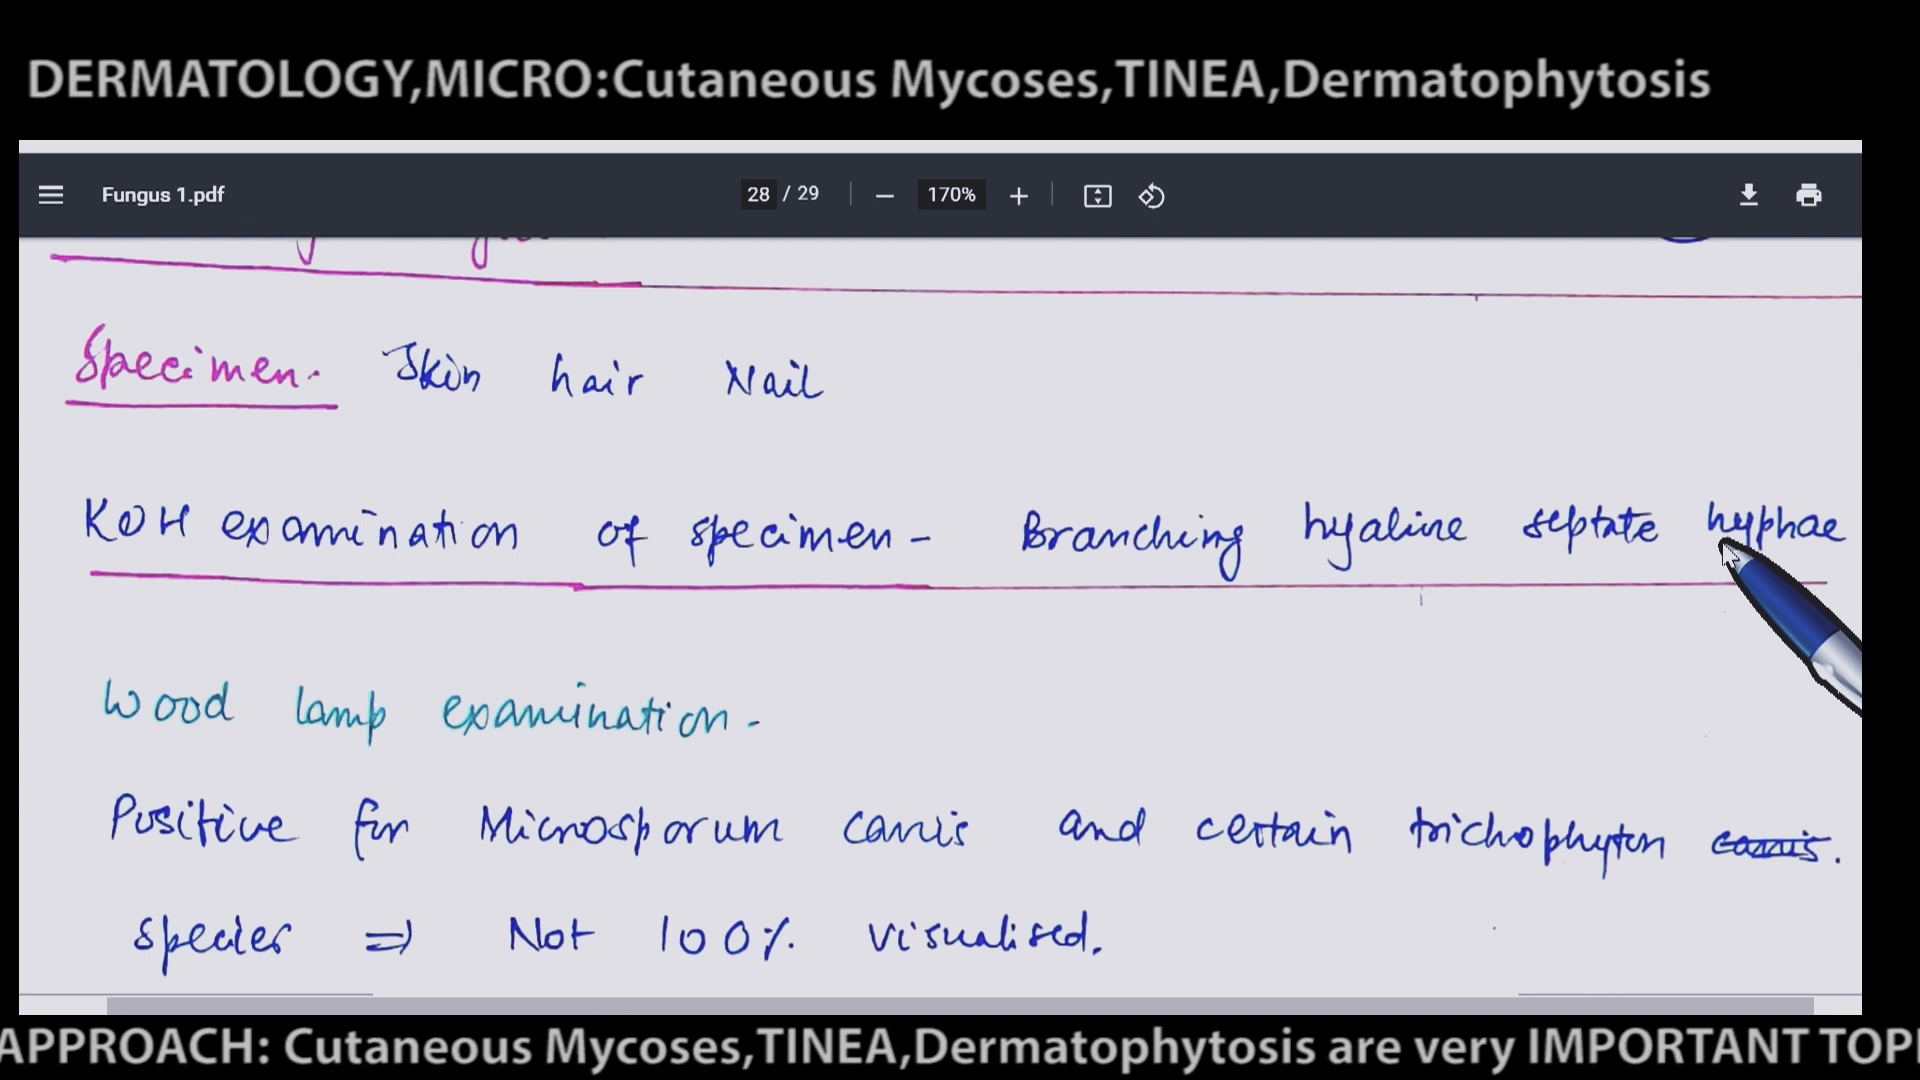 DERMATOLOGY,MICRO:Cutaneous Mycoses,TINEA,Dermatophytosis
Fungus 1.pdf 28 / 29 170%
Specimen. Skin hair Nail
KOH examination of specimen - Branching hyaline septate hyphae
Wood lamp examination -
Positive for Microsporum canis and certain trichophyton canis.
species ⇒ Not 100% visualised.
APPROACH: Cutaneous Mycoses,TINEA,Dermatophytosis are very IMPORTANT TOPI